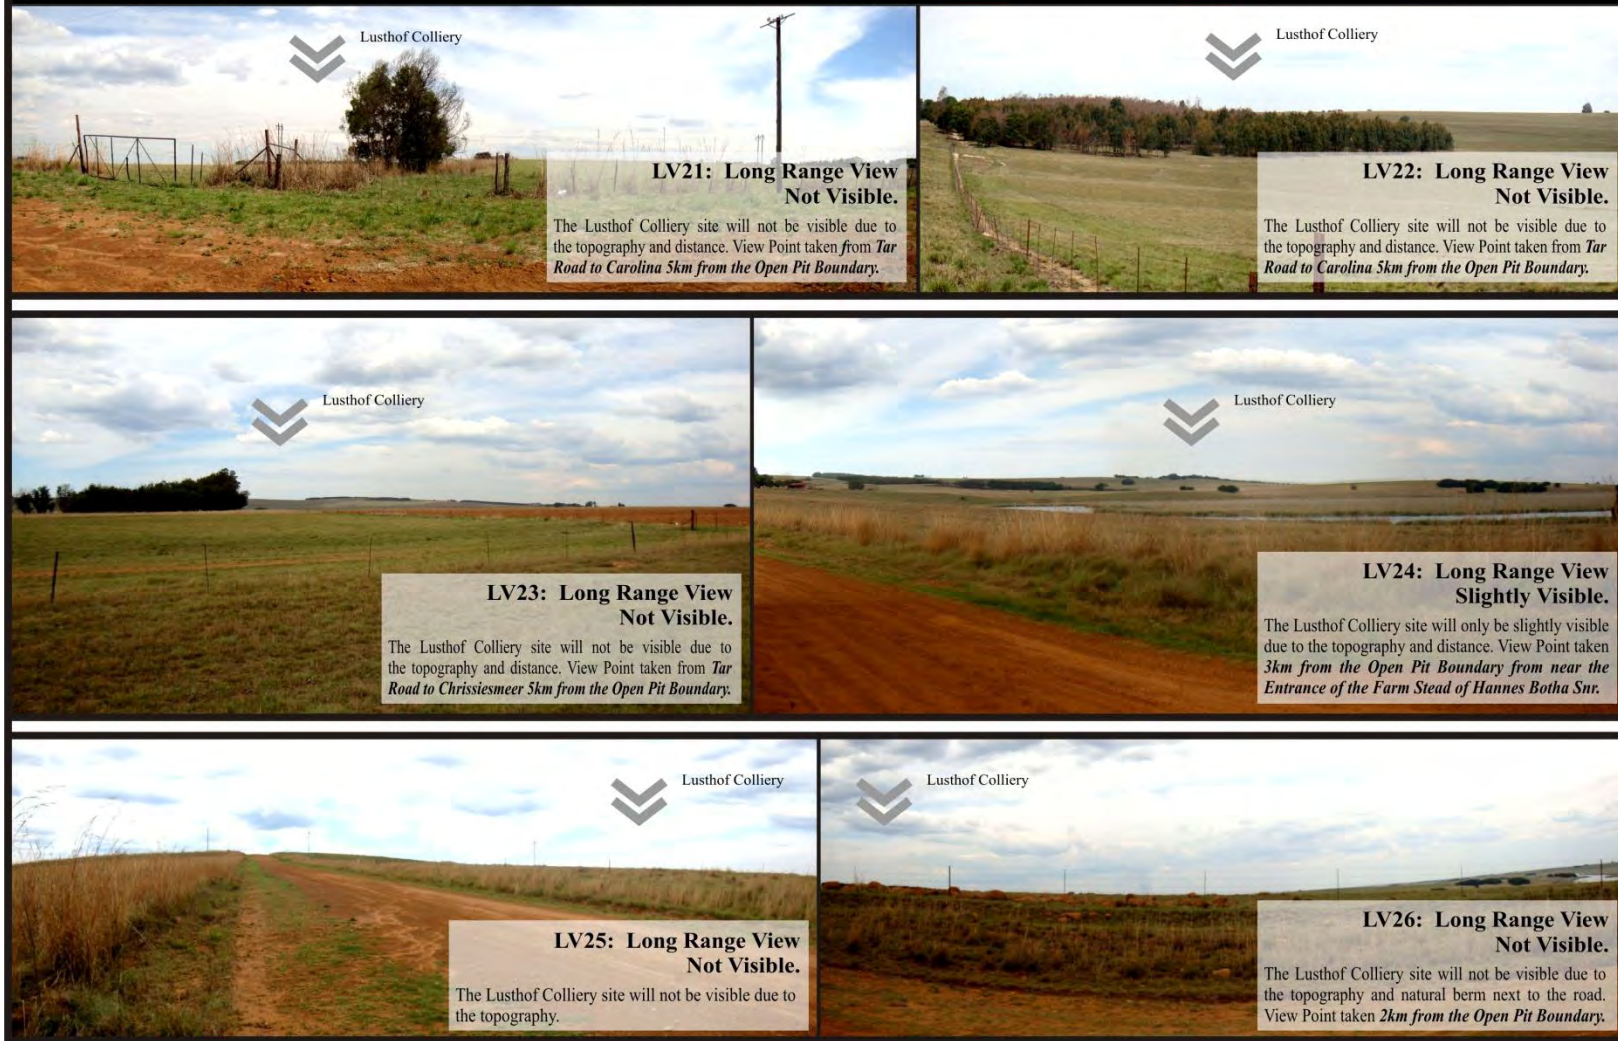 Lusthof Colliery
LV21: Long Range View
Not Visible.
The Lusthof Colliery site will not be visible due to
the topography and distance. View Point taken from Tar
Road to Carolina 5km from the Open Pit Boundary.
Lusthof Colliery
LV22: Long Range View
Not Visible.
The Lusthof Colliery site will not be visible due to
the topography and distance. View Point taken from Tar
Road to Carolina 5km from the Open Pit Boundary.
Lusthof Colliery
LV23: Long Range View
Not Visible.
The Lusthof Colliery site will not be visible due to
the topography and distance. View Point taken from Tar
Road to Chrissiesmeer 5km from the Open Pit Boundary.
Lusthof Colliery
LV24: Long Range View
Slightly Visible.
The Lusthof Colliery site will only be slightly visible
due to the topography and distance. View Point taken
3km from the Open Pit Boundary from near the
Entrance of the Farm Stead of Hannes Botha Snr.
Lusthof Colliery
LV25: Long Range View
Not Visible.
The Lusthof Colliery site will not be visible due to
the topography.
Lusthof Colliery
LV26: Long Range View
Not Visible.
The Lusthof Colliery site will not be visible due to
the topography and natural berm next to the road.
View Point taken 2km from the Open Pit Boundary.